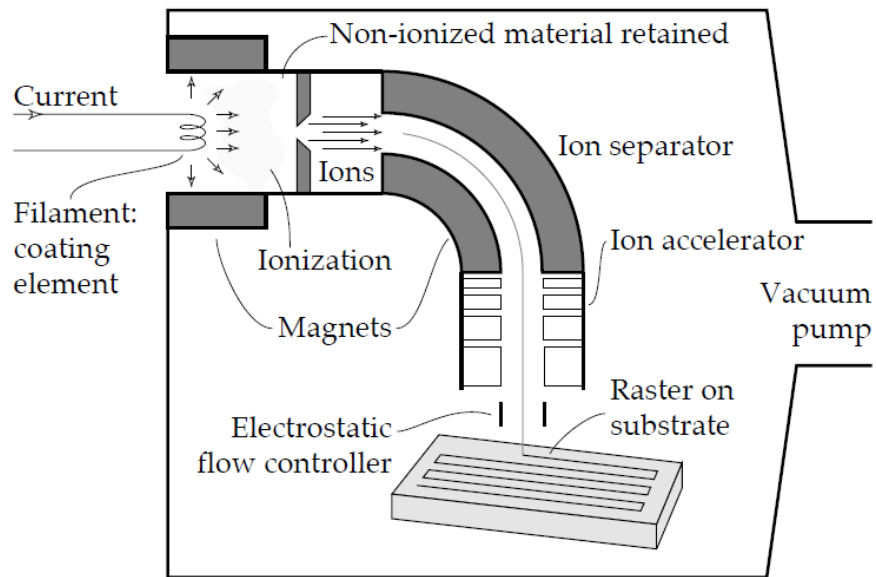 Non-ionized material retained
Current
Ion separator
Ions
Filament:
coating
element
Ionization
Ion accelerator
Magnets
Vacuum
pump
Raster on
substrate
Electrostatic
flow controller